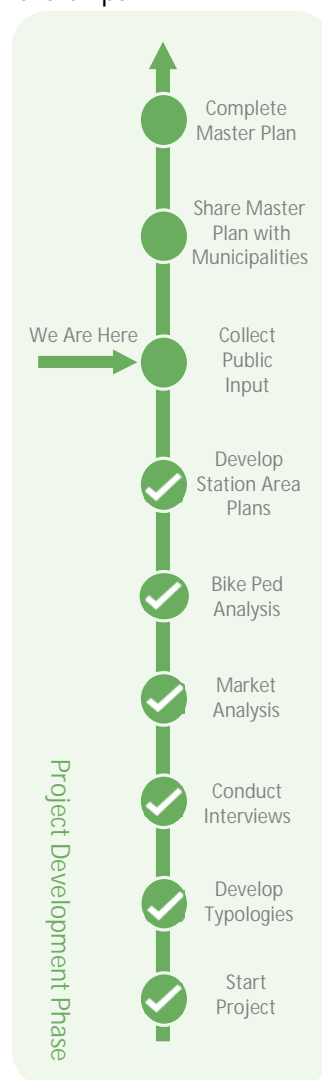 Complete
Master Plan
Share Master
Plan with
Municipalities
We Are Here
Collect
Public
Input
Develop
Station Area
Plans
Bike Ped
Analysis
Market
Analysis
Conduct
Interviews
Develop
Typologies
Start
Project
Project Development Phase